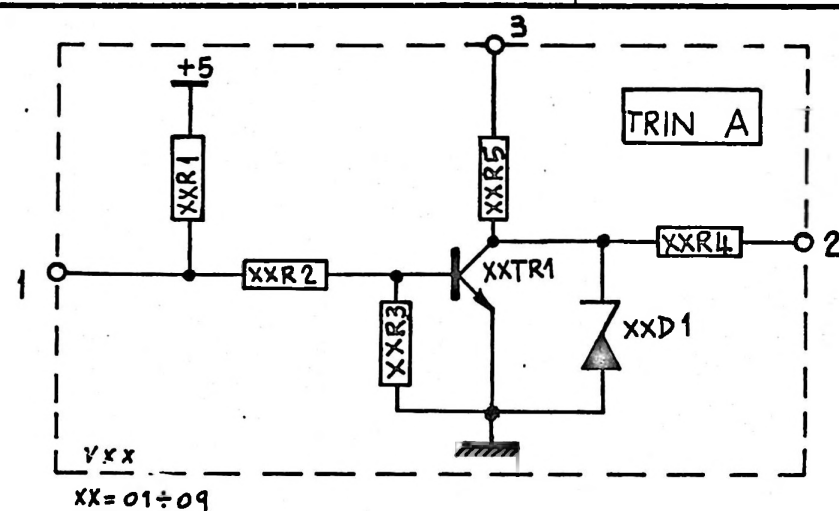 3
+5
TRIN A
XXR1
XXR5
XXR4
2
1
XXR2
XXTR1
XXR3
XXD1
VXX
XX=01÷09